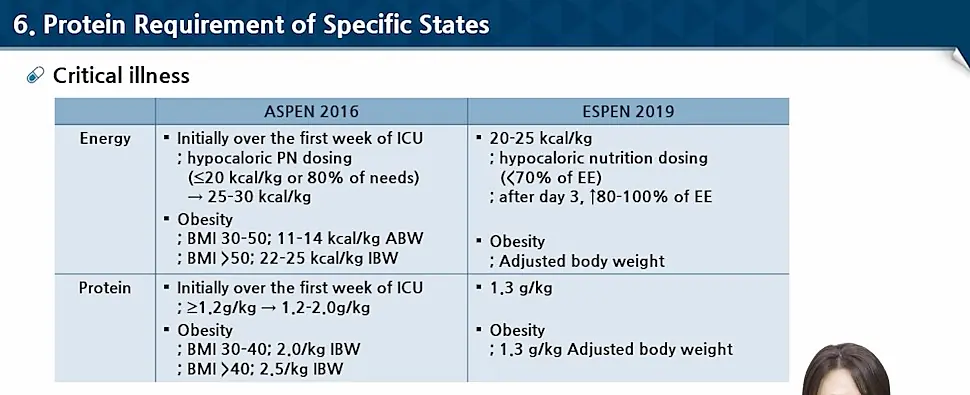 6. Protein Requirement of Specific States
Critical illness
ASPEN 2016
ESPEN 2019
Energy
▪ Initially over the first week of ICU
; hypocaloric PN dosing
(≤20 kcal/kg or 80% of needs)
→ 25-30 kcal/kg
▪ Obesity
; BMI 30-50; 11-14 kcal/kg ABW
; BMI >50; 22-25 kcal/kg IBW
▪ 20-25 kcal/kg
; hypocaloric nutrition dosing
(<70% of EE)
; after day 3, ↑80-100% of EE
▪ Obesity
; Adjusted body weight
Protein
▪ Initially over the first week of ICU
; ≥1.2g/kg → 1.2-2.0g/kg
▪ Obesity
; BMI 30-40; 2.0/kg IBW
; BMI >40; 2.5/kg IBW
▪ 1.3 g/kg
▪ Obesity
; 1.3 g/kg Adjusted body weight